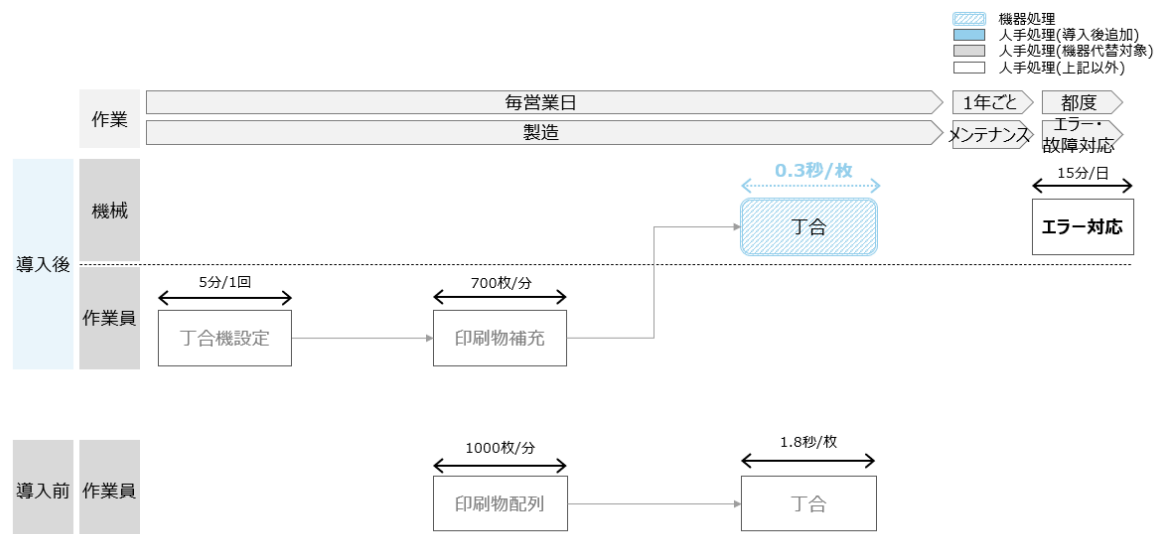 機器処理
人手処理(導入後追加)
人手処理(機器代替対象)
人手処理(上記以外)
作業
毎営業日
1年ごと
都度
製造
メンテナンス
エラー・
故障対応
導入後
機械
0.3秒/枚
丁合
15分/日
エラー対応
作業員
5分/1回
丁合機設定
700枚/分
印刷物補充
導入前
作業員
1000枚/分
印刷物配列
1.8秒/枚
丁合